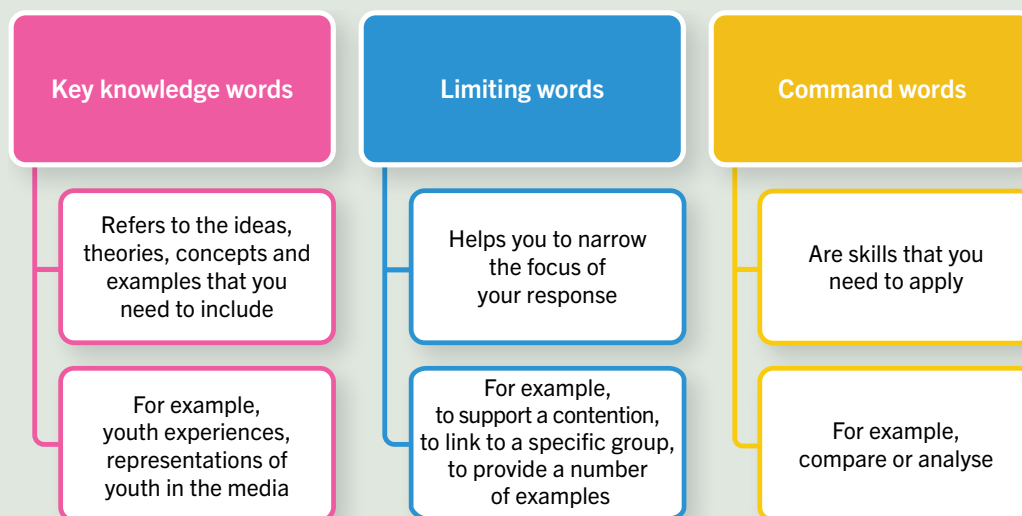 Key knowledge words
Refers to the ideas,
theories, concepts and
examples that you
need to include
For example,
youth experiences,
representations of
youth in the media
Limiting words
Helps you to narrow
the focus of
your response
For example,
to support a contention,
to link to a specific group,
to provide a number
of examples
Command words
Are skills that you
need to apply
For example,
compare or analyse